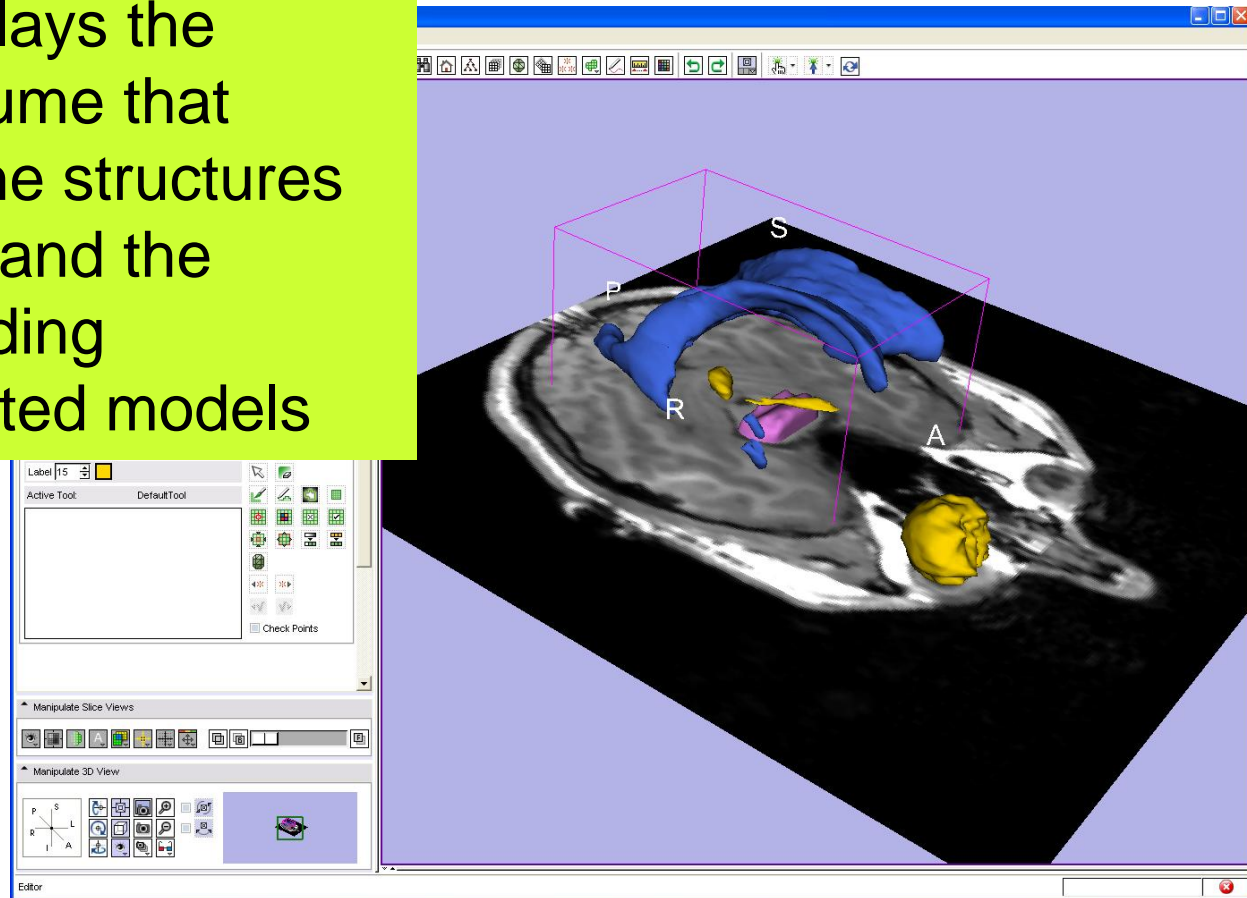 lays the
ume that
he structures
and the
ding
ted models
S
P
R
A
Label 15
Active Tool: DefaultTool
Check Points
Manipulate Slice Views
A
B
F
Manipulate 3D View
P S
R L
I A
Editor